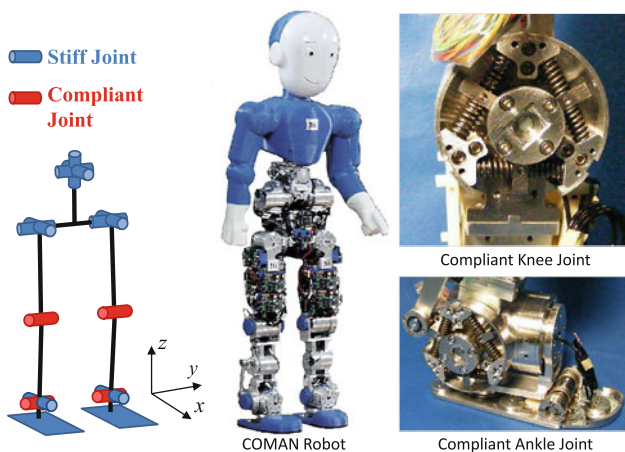 Stiff Joint
Compliant
Joint
z
y
x
COMAN Robot
Compliant Knee Joint
Compliant Ankle Joint